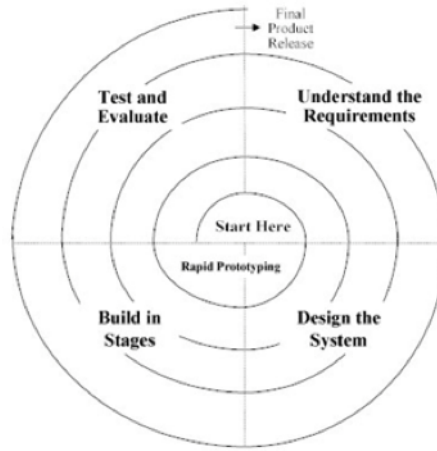 Final
Product
Release
Test and
Evaluate
Understand the
Requirements
Start Here
Rapid Prototyping
Build in
Stages
Design the
System